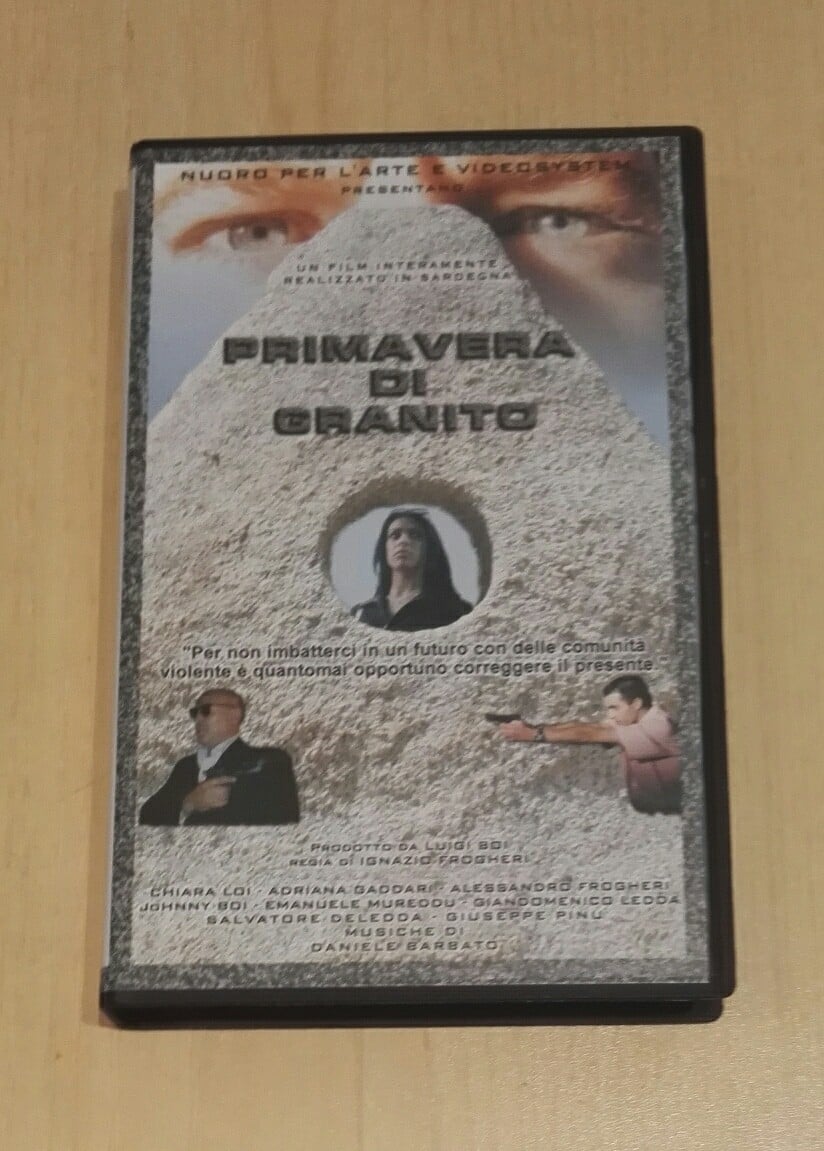 NUORO PER L'ARTE E VIDEOSYSTEM
PRESENTANO
UN FILM INTERAMENTE
REALIZZATO IN SARDEGNA
PRIMAVERA
DI
GRANITO
"Per non imbatterci in un futuro con delle comunità
violente è quantomai opportuno correggere il presente."
PRODOTTO DA LUIGI BOI
REGIA DI IGNAZIO FROGHERI
CHIARA LOI - ADRIANA GADDARI - ALESSANDRO FROGHERI
JOHNNY BOI - EMANUELE MUREDDU - GIANDOMENICO LEDDA
SALVATORE DELEDDA - GIUSEPPE PINU
MUSICHE DI
DANIELE BARBATO